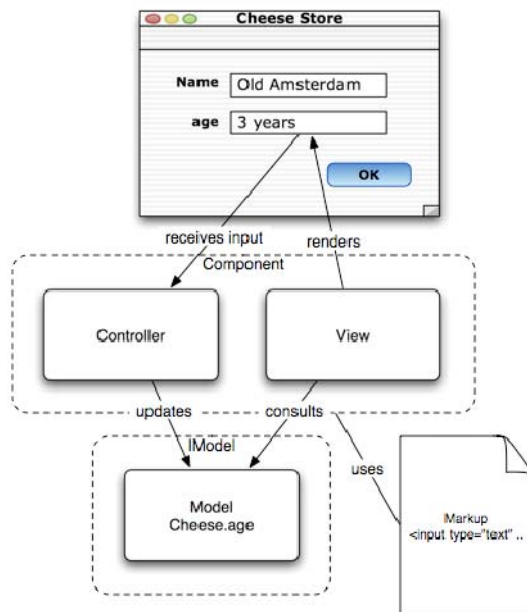 Cheese Store
Name Old Amsterdam
age 3 years
OK
receives input
renders
Component
Controller
View
updates
consults
IModel
uses
Model
Cheese.age
IMarkup
<input type="text" ..